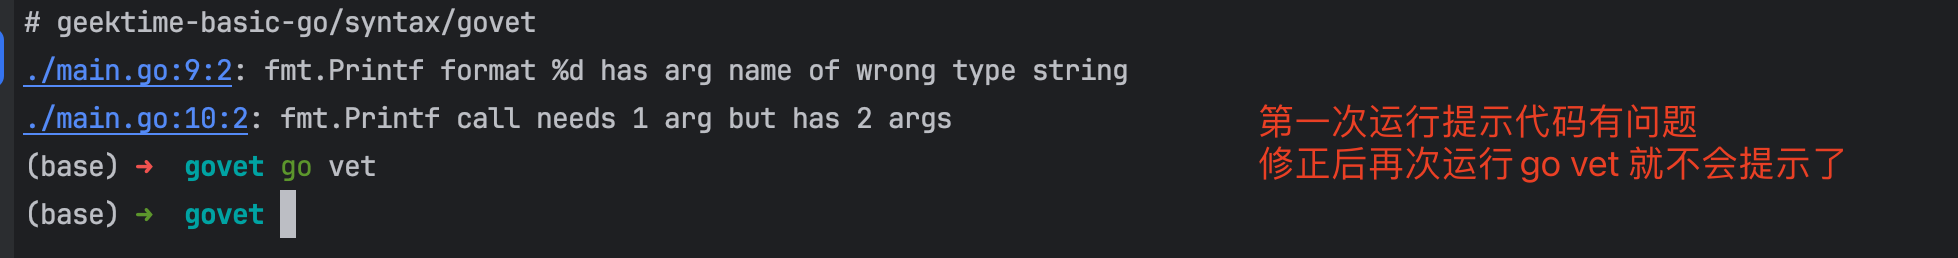 # geektime-basic-go/syntax/govet
./main.go:9:2: fmt.Printf format %d has arg name of wrong type string
./main.go:10:2: fmt.Printf call needs 1 arg but has 2 args
第一次运行提示代码有问题
(base) ➜  govet go vet
修正后再次运行 go vet 就不会提示了
(base) ➜  govet